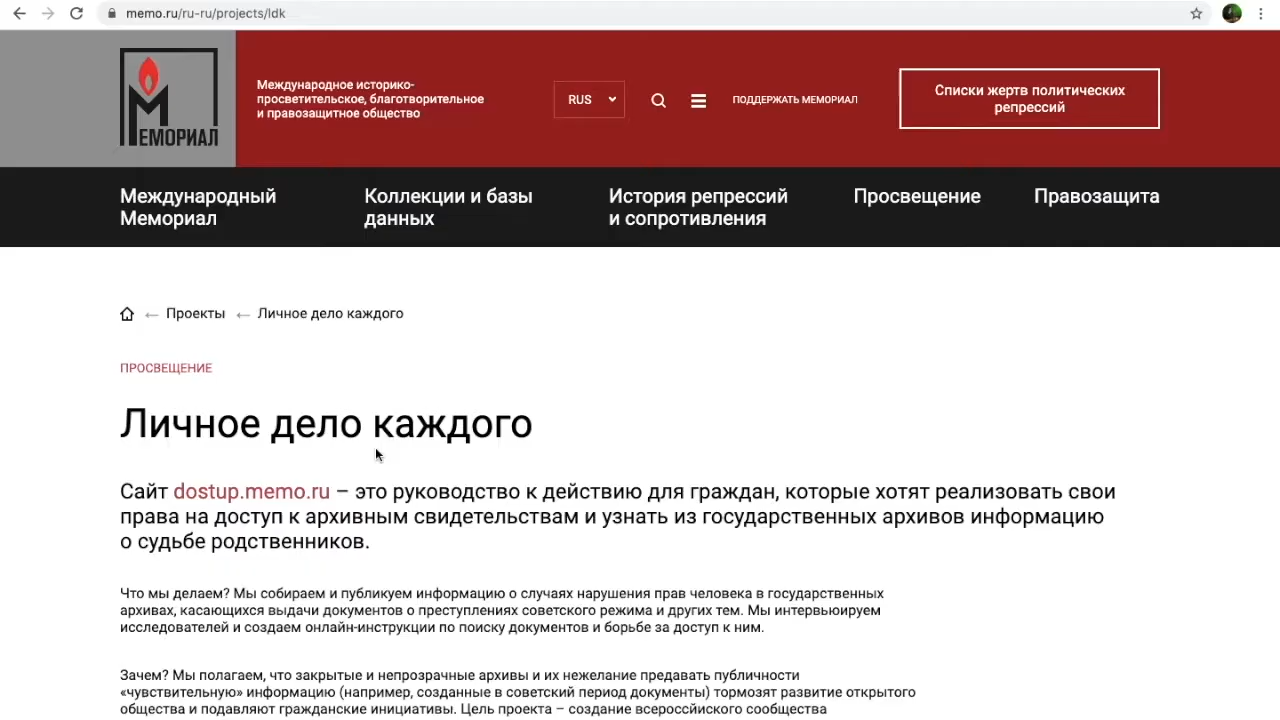 memo.ru/ru-ru/projects/ldk
МЕМОРИАЛ
Международное историко-
просветительское, благотворительное
и правозащитное общество
RUS
ПОДДЕРЖАТЬ МЕМОРИАЛ
Списки жертв политических
репрессий
Международный
Мемориал
Коллекции и базы
данных
История репрессий
и сопротивления
Просвещение
Правозащита
Проекты
Личное дело каждого
ПРОСВЕЩЕНИЕ
Личное дело каждого
Сайт dostup.memo.ru – это руководство к действию для граждан, которые хотят реализовать свои
права на доступ к архивным свидетельствам и узнать из государственных архивов информацию
о судьбе родственников.
Что мы делаем? Мы собираем и публикуем информацию о случаях нарушения прав человека в государственных
архивах, касающихся выдачи документов о преступлениях советского режима и других тем. Мы интервьюируем
исследователей и создаем онлайн-инструкции по поиску документов и борьбе за доступ к ним.
Зачем? Мы полагаем, что закрытые и непрозрачные архивы и их нежелание предавать публичности
«чувствительную» информацию (например, созданные в советский период документы) тормозят развитие открытого
общества и подавляют гражданские инициативы. Цель проекта – создание всероссйиского сообщества